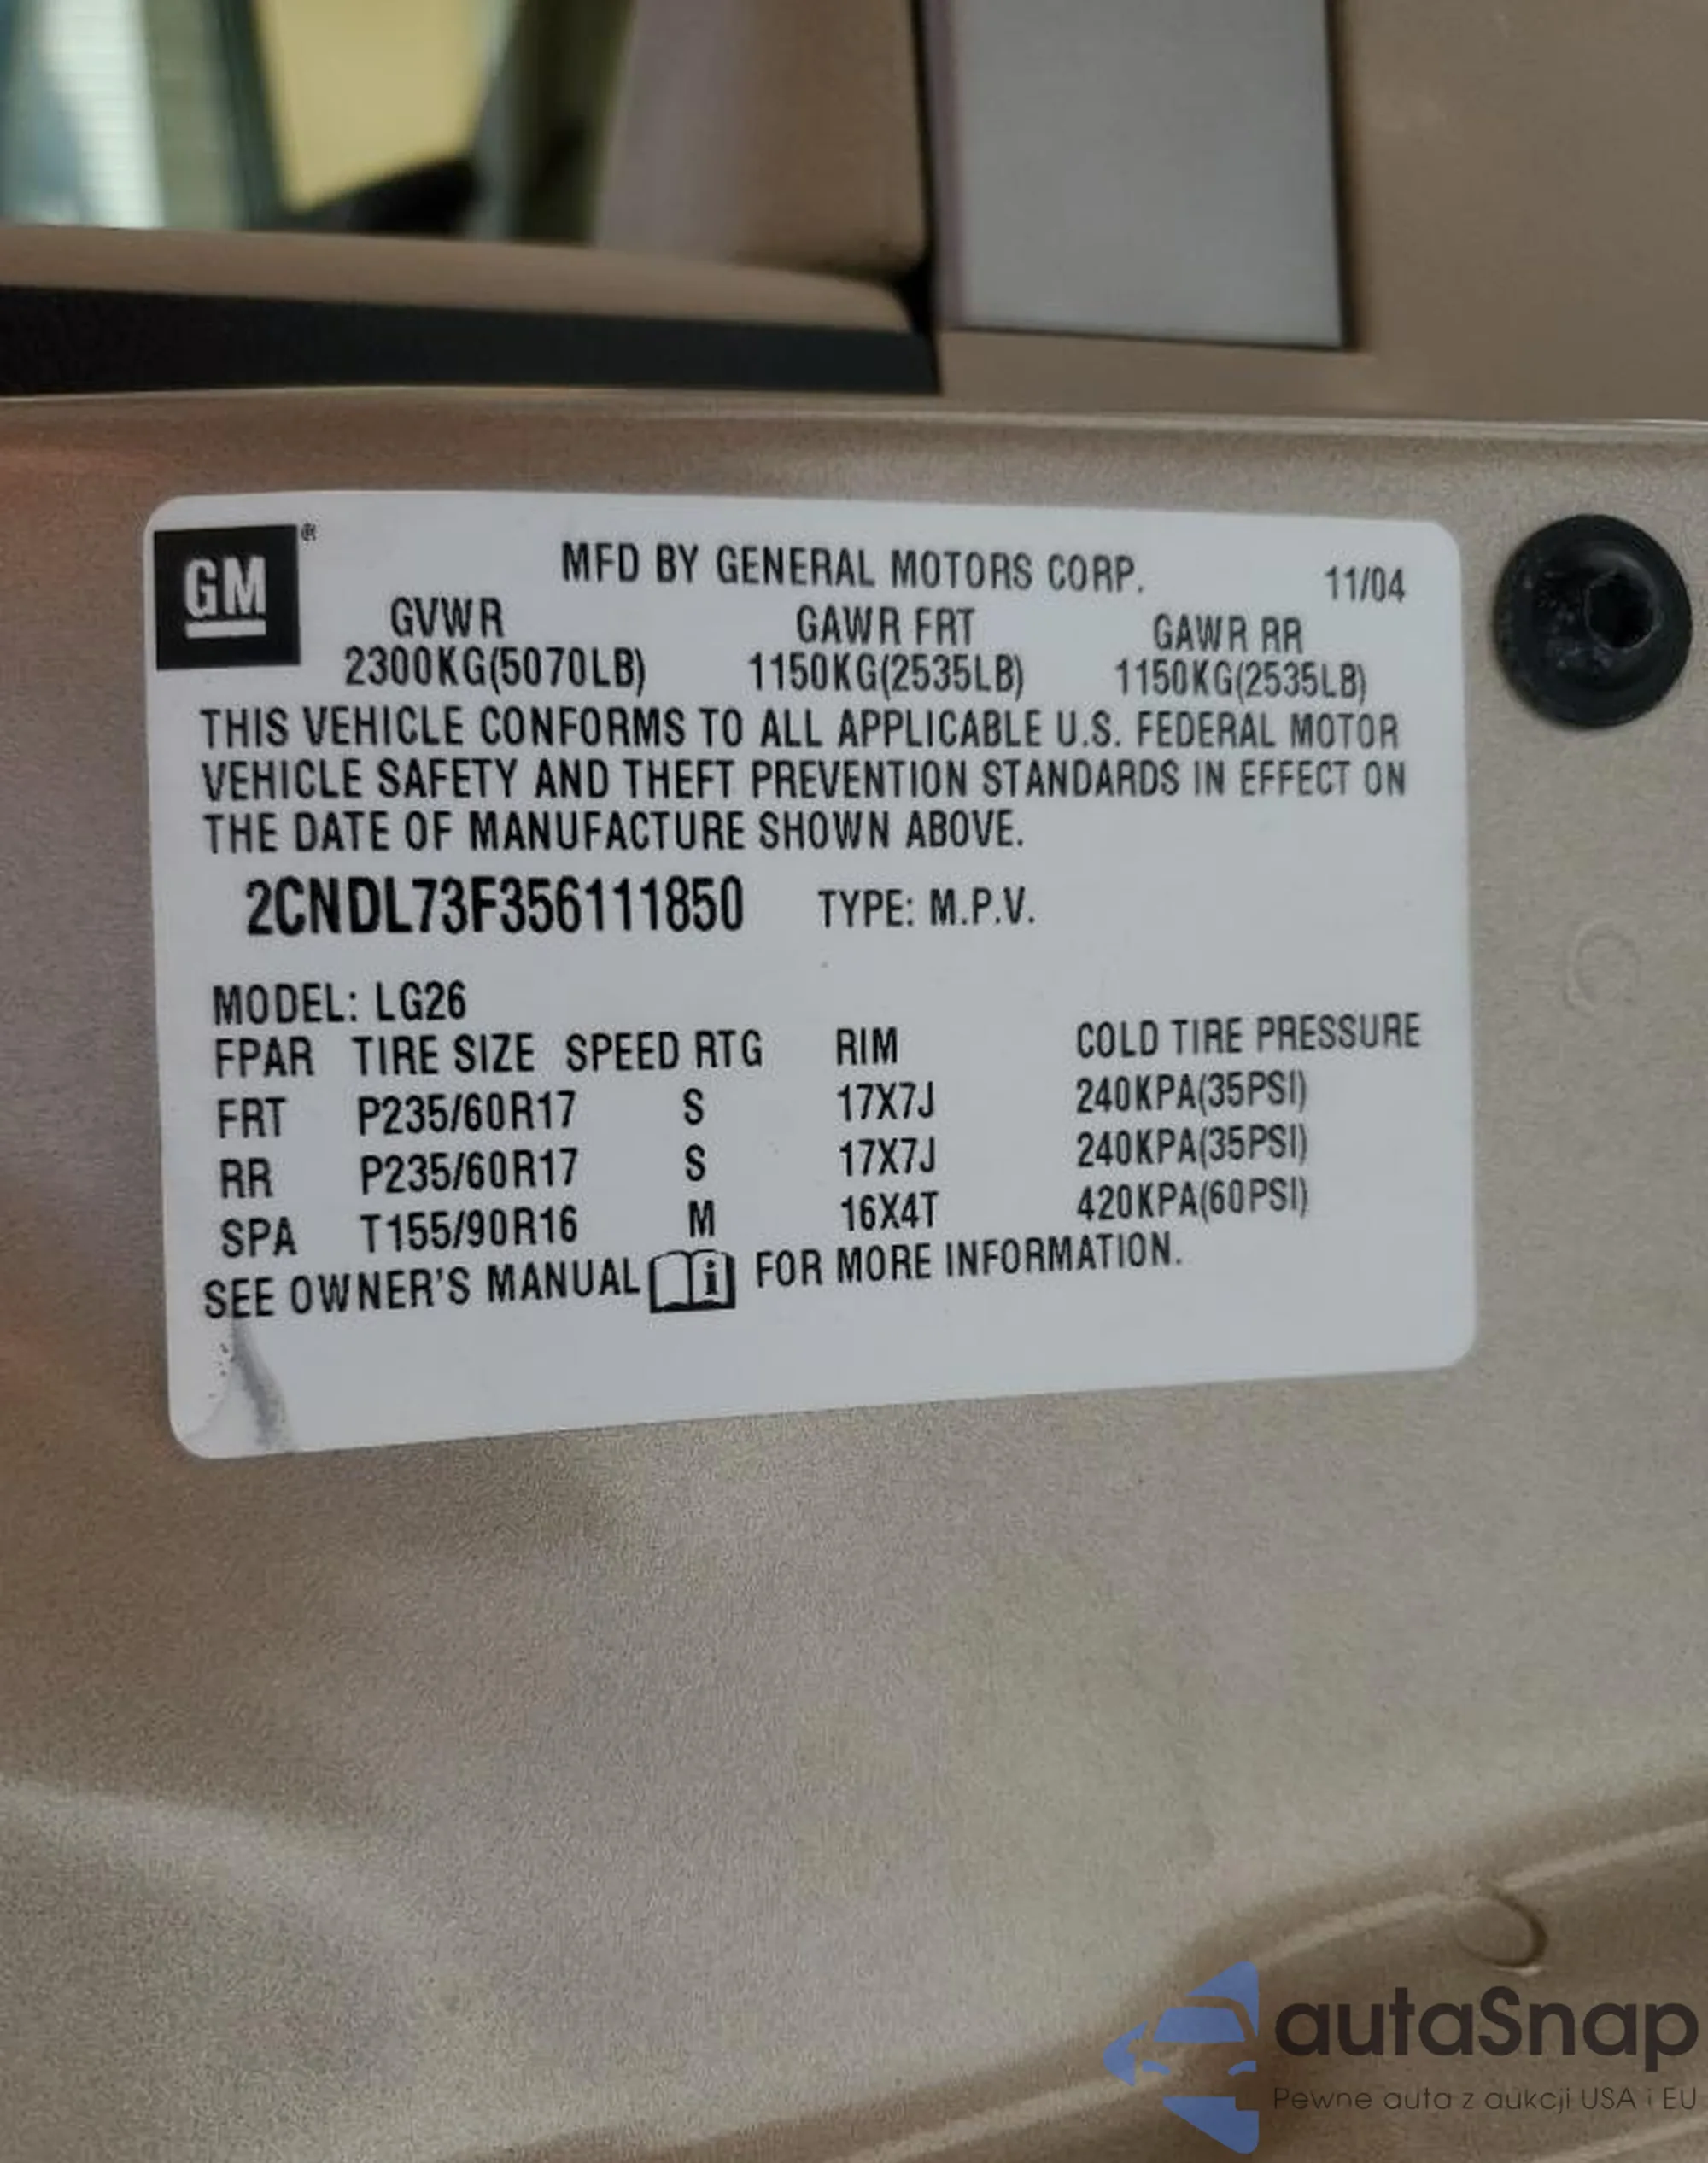 GM®
MFD BY GENERAL MOTORS CORP. 11/04
GVWR GAWR FRT GAWR RR
2300KG(5070LB) 1150KG(2535LB) 1150KG(2535LB)
THIS VEHICLE CONFORMS TO ALL APPLICABLE U.S. FEDERAL MOTOR
VEHICLE SAFETY AND THEFT PREVENTION STANDARDS IN EFFECT ON
THE DATE OF MANUFACTURE SHOWN ABOVE.
2CNDL73F356111850 TYPE: M.P.V.
MODEL: LG26
FPAR TIRE SIZE SPEED RTG RIM COLD TIRE PRESSURE
FRT P235/60R17 S 17X7J 240KPA(35PSI)
RR P235/60R17 S 17X7J 240KPA(35PSI)
SPA T155/90R16 M 16X4T 420KPA(60PSI)
SEE OWNER'S MANUAL i FOR MORE INFORMATION.
autaSnap
Pewne auta z aukcji USA i EU